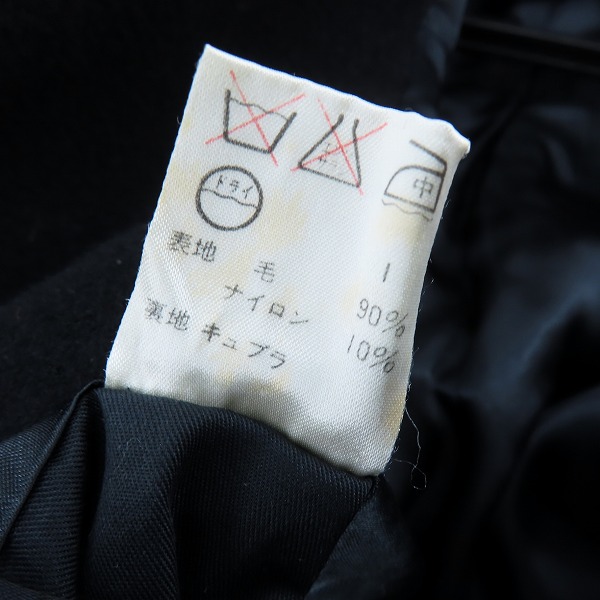 中
ドライ
1
表地 毛 90%
ナイロン 10%
裏地 キュプラ